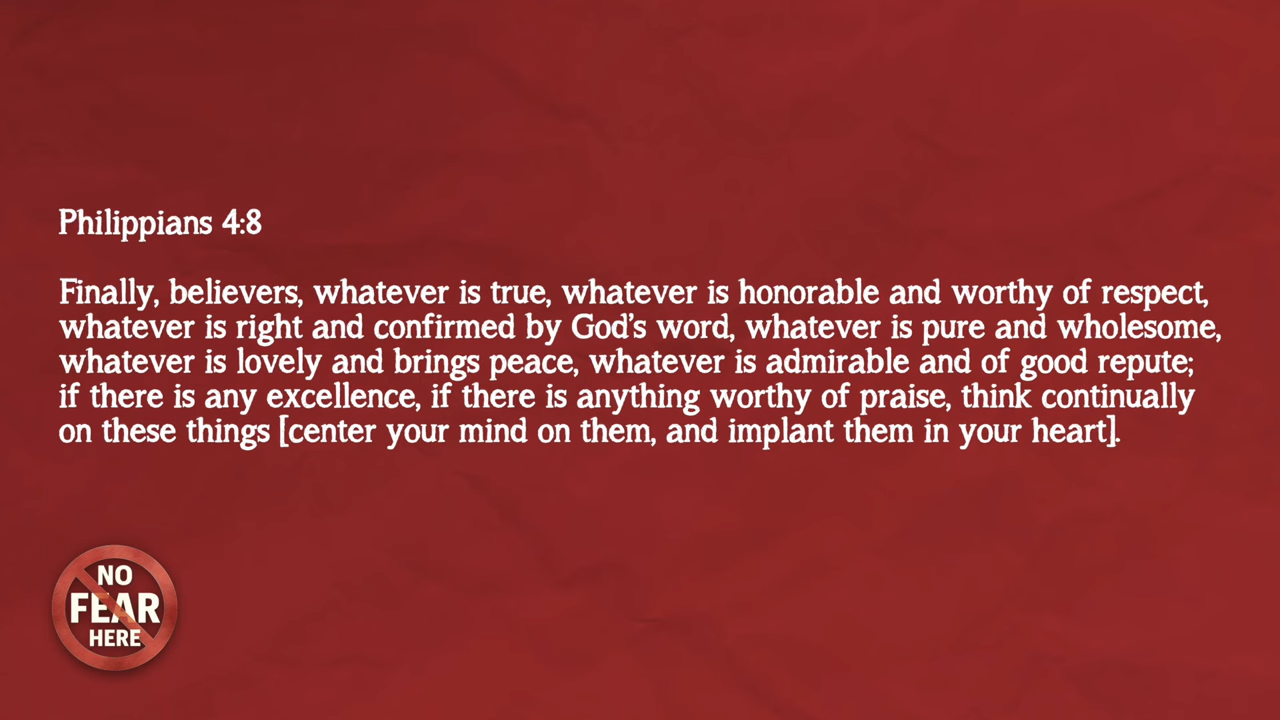 Philippians 4:8
Finally, believers, whatever is true, whatever is honorable and worthy of respect,
whatever is right and confirmed by God’s word, whatever is pure and wholesome,
whatever is lovely and brings peace, whatever is admirable and of good repute;
if there is any excellence, if there is anything worthy of praise, think continually
on these things [center your mind on them, and implant them in your heart].
NO
FEAR
HERE